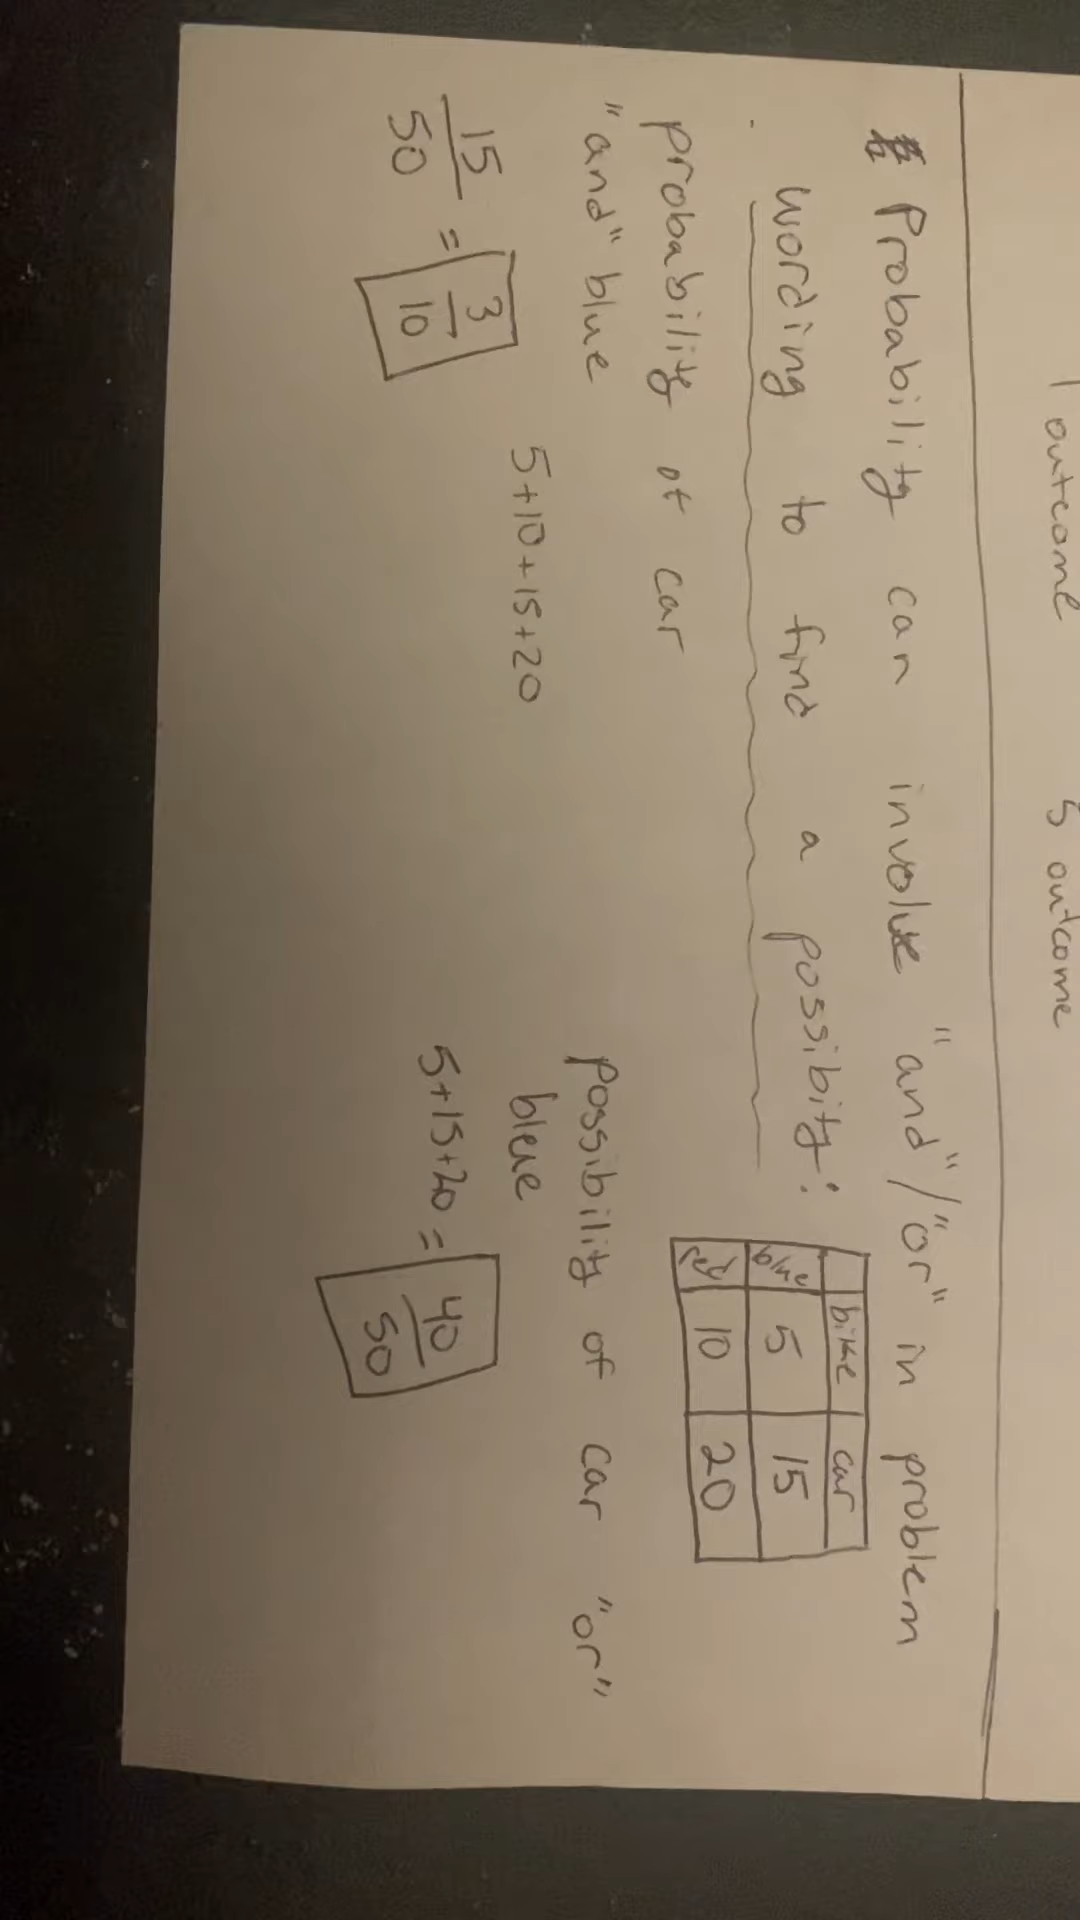 1 outcome 5 outcome
# Probability can involve "and"/"or" in problem
wording to find a possibity:
bike car
blue 5 15
red 10 20
probability of car
"and" blue
5+10+15+20
15/50 = 3/10
possibility of car "or"
blue
5+15+20 = 40/50